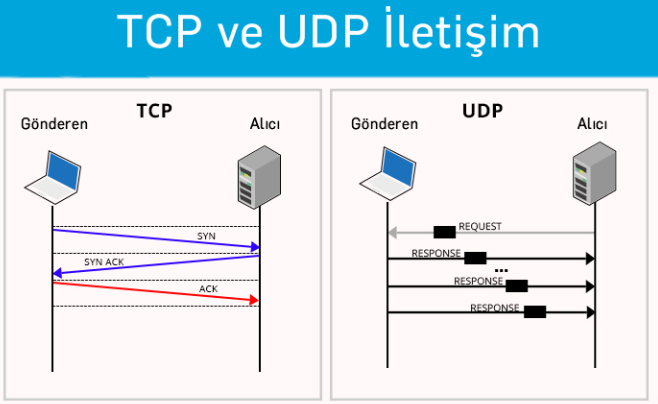 TCP ve UDP İletişim
TCP
Gönderen
Alıcı
SYN
SYN ACK
ACK
UDP
Gönderen
Alıcı
REQUEST
RESPONSE
...
RESPONSE
RESPONSE